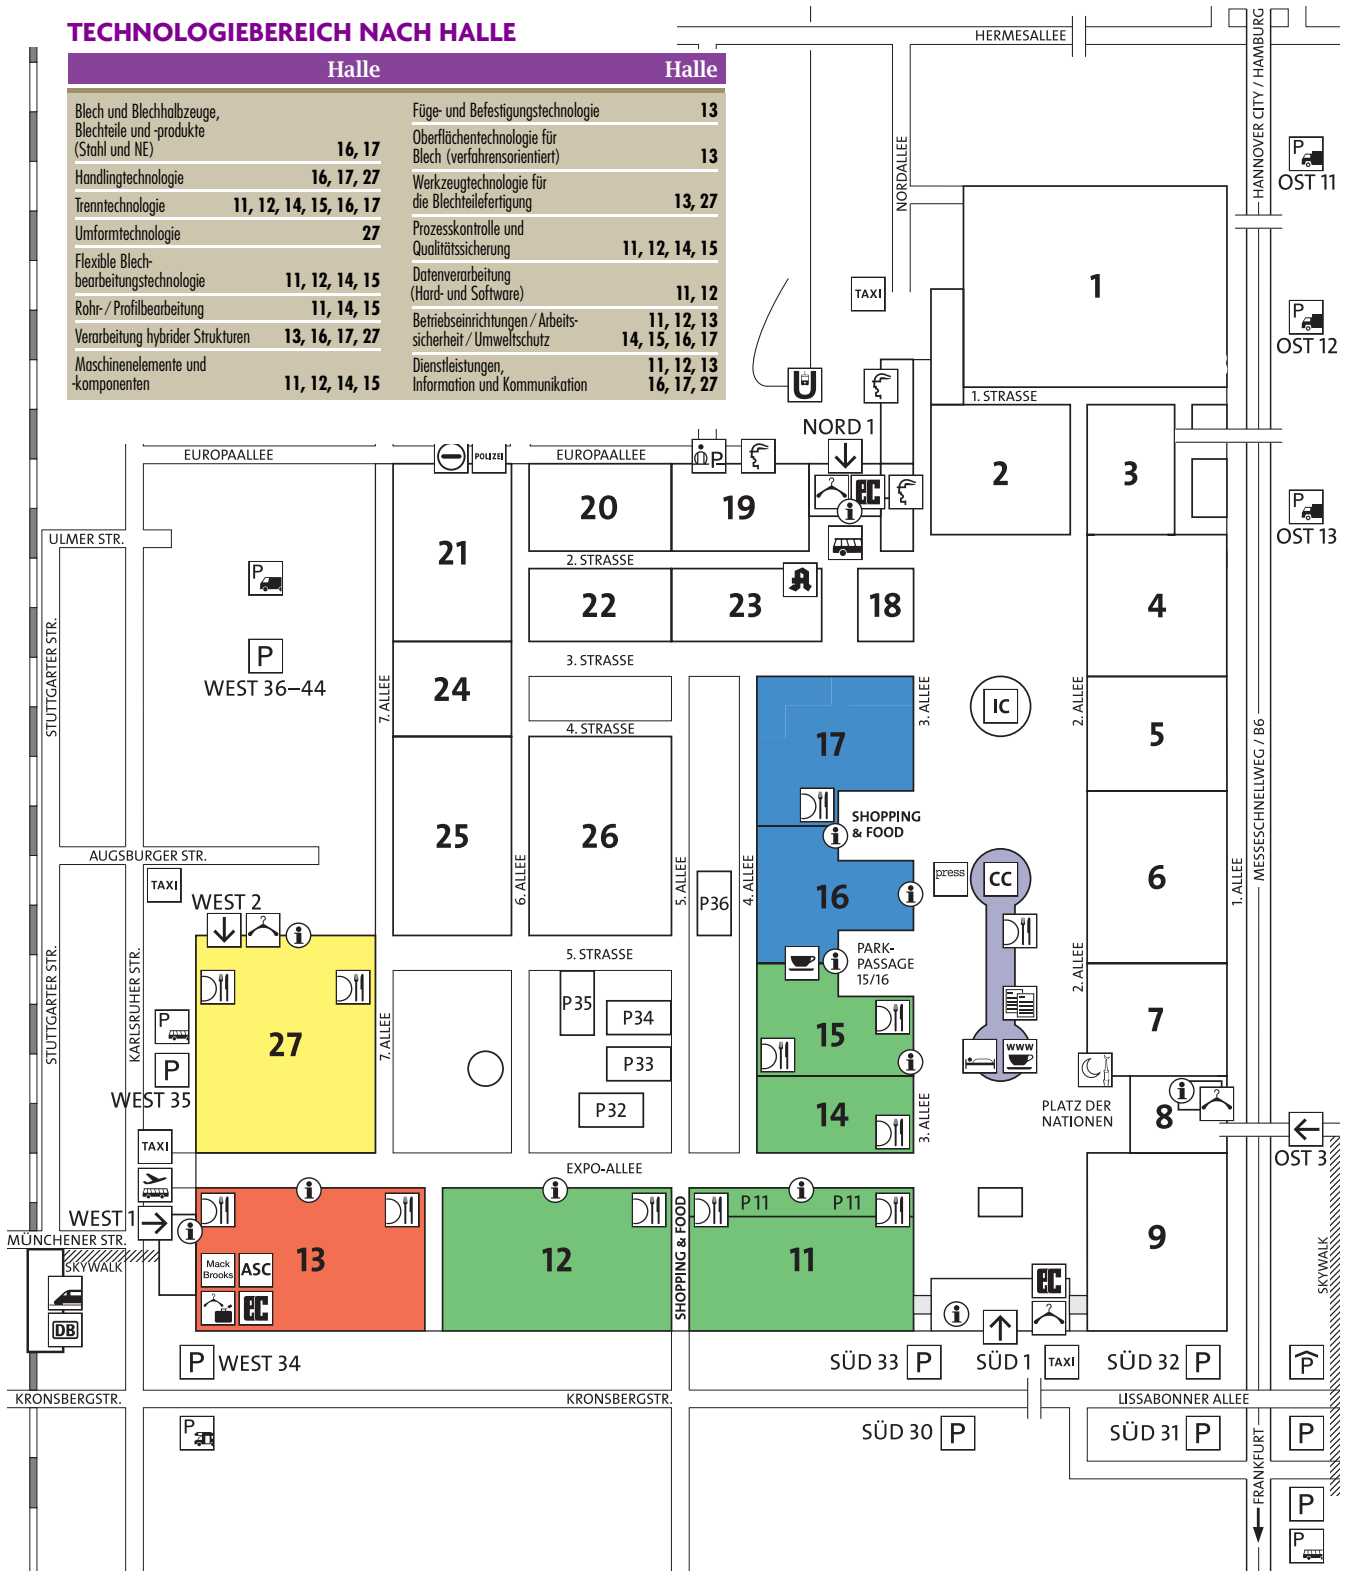 TECHNOLOGIEBEREICH NACH HALLE
Halle
Blech und Blechhalbzeuge,
Blechteile und -produkte
(Stahl und NE) 16, 17
Handlingtechnologie 16, 17, 27
Trenntechnologie 11, 12, 14, 15, 16, 17
Umformtechnologie 27
Flexible Blech-
bearbeitungstechnologie 11, 12, 14, 15
Rohr- / Profilbearbeitung 11, 14, 15
Verarbeitung hybrider Strukturen 13, 16, 17, 27
Maschinenelemente und
-komponenten 11, 12, 14, 15
Halle
Füge- und Befestigungstechnologie 13
Oberflächentechnologie für
Blech (verfahrensorientiert) 13
Werkzeugtechnologie für
die Blechteilefertigung 13, 27
Prozesskontrolle und
Qualitätssicherung 11, 12, 14, 15
Datenverarbeitung
(Hard- und Software) 11, 12
Betriebseinrichtungen / Arbeits- 11, 12, 13
sicherheit / Umweltschutz 14, 15, 16, 17
Dienstleistungen, 11, 12, 13
Information und Kommunikation 16, 17, 27
HERMESALLEE
HANNOVER CITY / HAMBURG
NORDALLEE
P
OST 11
1
TAXI
P
OST 12
U
1. STRASSE
NORD 1
2
3
P
OST 13
EUROPAALLEE
POLIZEI
EUROPAALLEE
P
EC
i
20
19
21
ULMER STR.
2. STRASSE
P
22
23
A
18
4
STUTTGARTER STR.
P
WEST 36–44
3. STRASSE
24
7. ALLEE
4. STRASSE
3. ALLEE
IC
2. ALLEE
17
5
MESSESCHNELLWEG / B6
25
26
SHOPPING
& FOOD
i
AUGSBURGER STR.
TAXI
WEST 2
i
6. ALLEE
5. ALLEE
P36
4. ALLEE
16
i
press
CC
6
1. ALLEE
5. STRASSE
i
PARK-
PASSAGE
15/16
2. ALLEE
STUTTGARTER STR.
KARLSRUHER STR.
P35
P34
P33
P32
7. ALLEE
27
15
i
www
7
P
P
WEST 35
14
3. ALLEE
PLATZ DER
NATIONEN
i
8
OST 3
TAXI
EXPO-ALLEE
WEST 1
i
MÜNCHENER STR.
SKYWALK
i
13
Mack
Brooks
ASC
EC
i
12
SHOPPING & FOOD
i
P11
P11
11
9
SKYWALK
DB
EC
i
P
WEST 34
SÜD 33
P
SÜD 1
TAXI
SÜD 32
P
P
KRONSBERGSTR.
KRONSBERGSTR.
LISSABONNER ALLEE
P
SÜD 30
P
SÜD 31
P
P
FRANKFURT
P
P